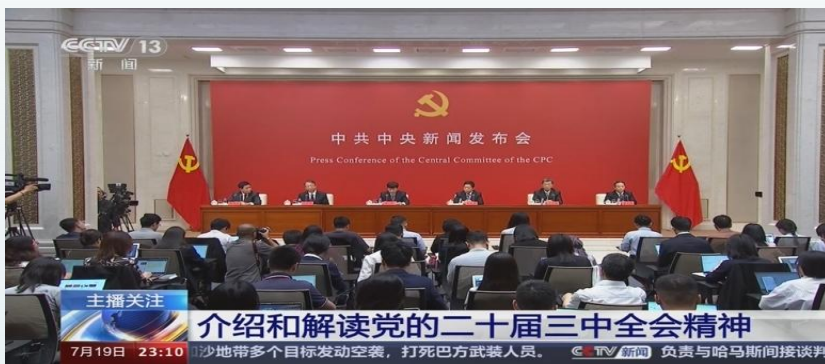 CCTV 13
新闻
中共中央新闻发布会
Press Conference of the Central Committee of the CPC
主播关注
介绍和解读党的二十届三中全会精神
7月19日 23:10 沙地带多个目标发动空袭，打死巴方武装人员。 CCTV 新闻 负责与哈马斯间接谈判